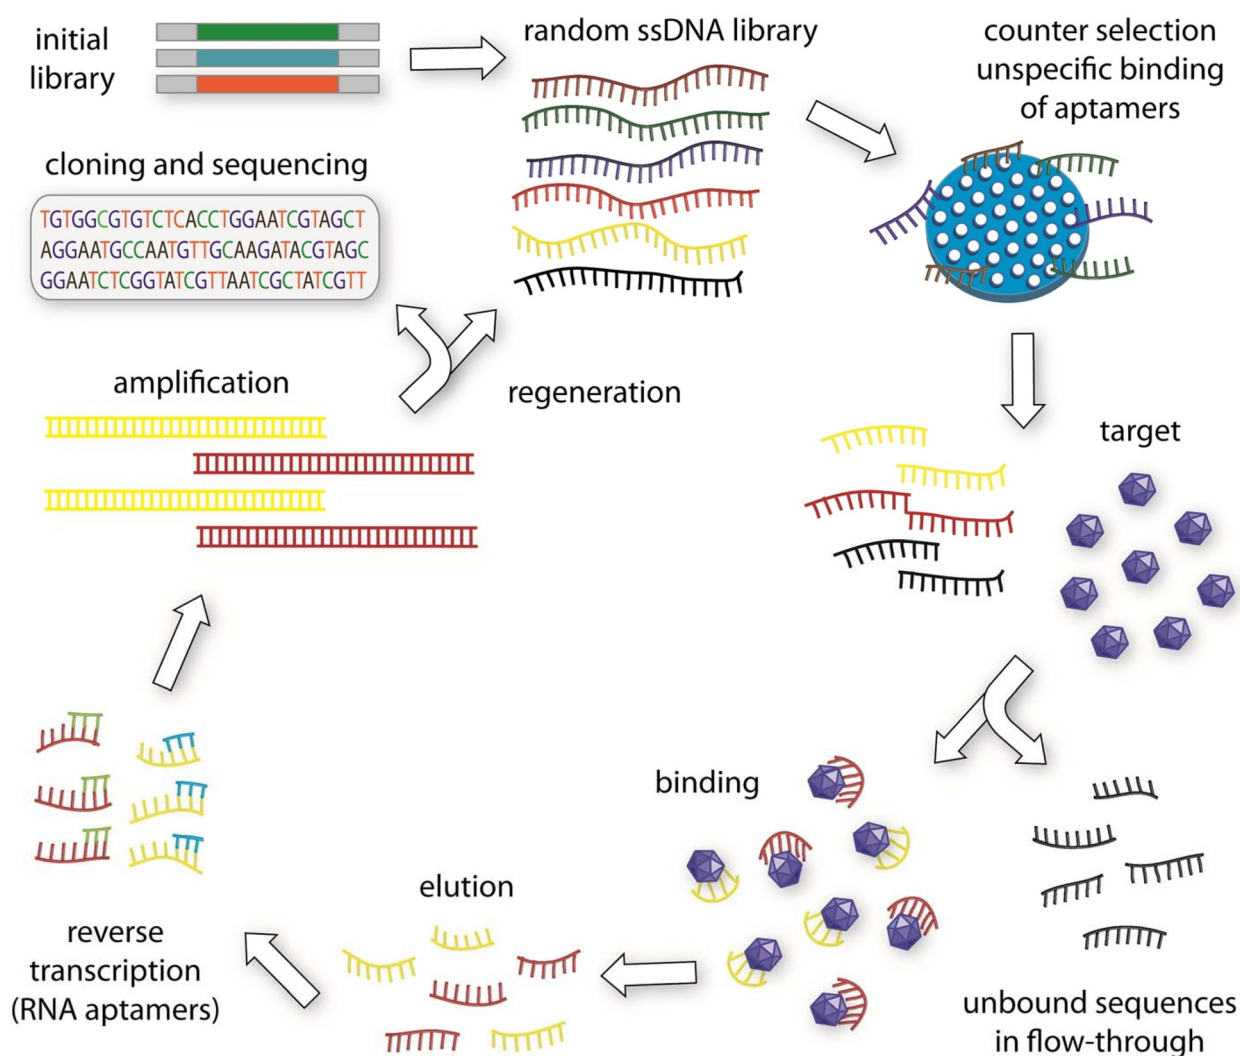 initial
library
random ssDNA library
counter selection
unspecific binding
of aptamers
cloning and sequencing
TGTGGCGTGTCTCACCTGGAATCGTAGCT
AGGAATGCCAATGTTGCAAGATACGTAGC
GGAATCTCGGTATCGTTAATCGCTATCGTT
amplification
regeneration
target
binding
elution
reverse
transcription
(RNA aptamers)
unbound sequences
in flow-through